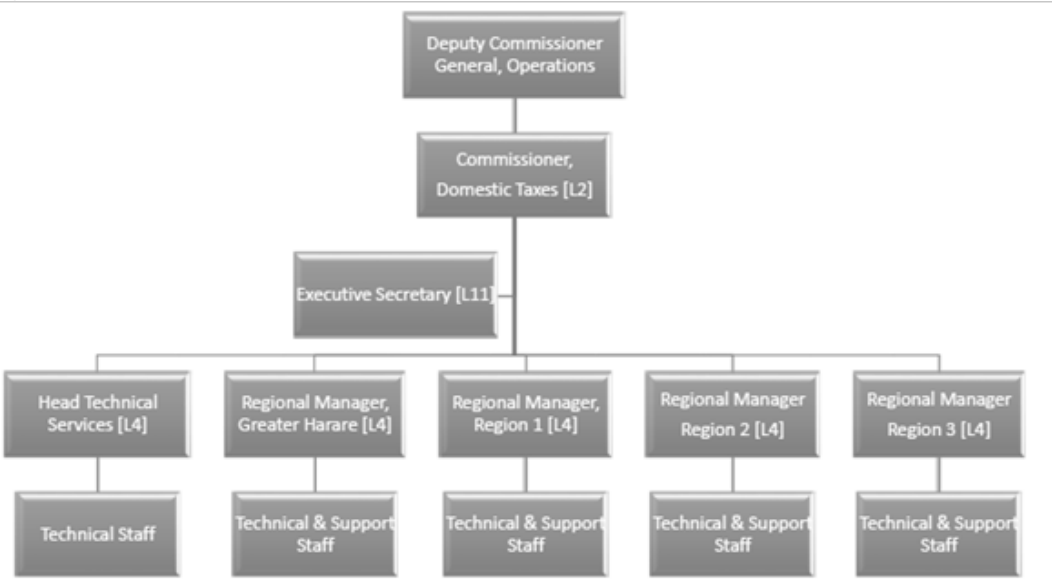 Deputy Commissioner
General, Operations
Commissioner,
Domestic Taxes [L2]
Executive Secretary [L11]
Head Technical
Services [L4]
Regional Manager,
Greater Harare [L4]
Regional Manager,
Region 1 [L4]
Regional Manager
Region 2 [L4]
Regional Manager
Region 3 [L4]
Technical Staff
Technical & Support
Staff
Technical & Support
Staff
Technical & Support
Staff
Technical & Support
Staff